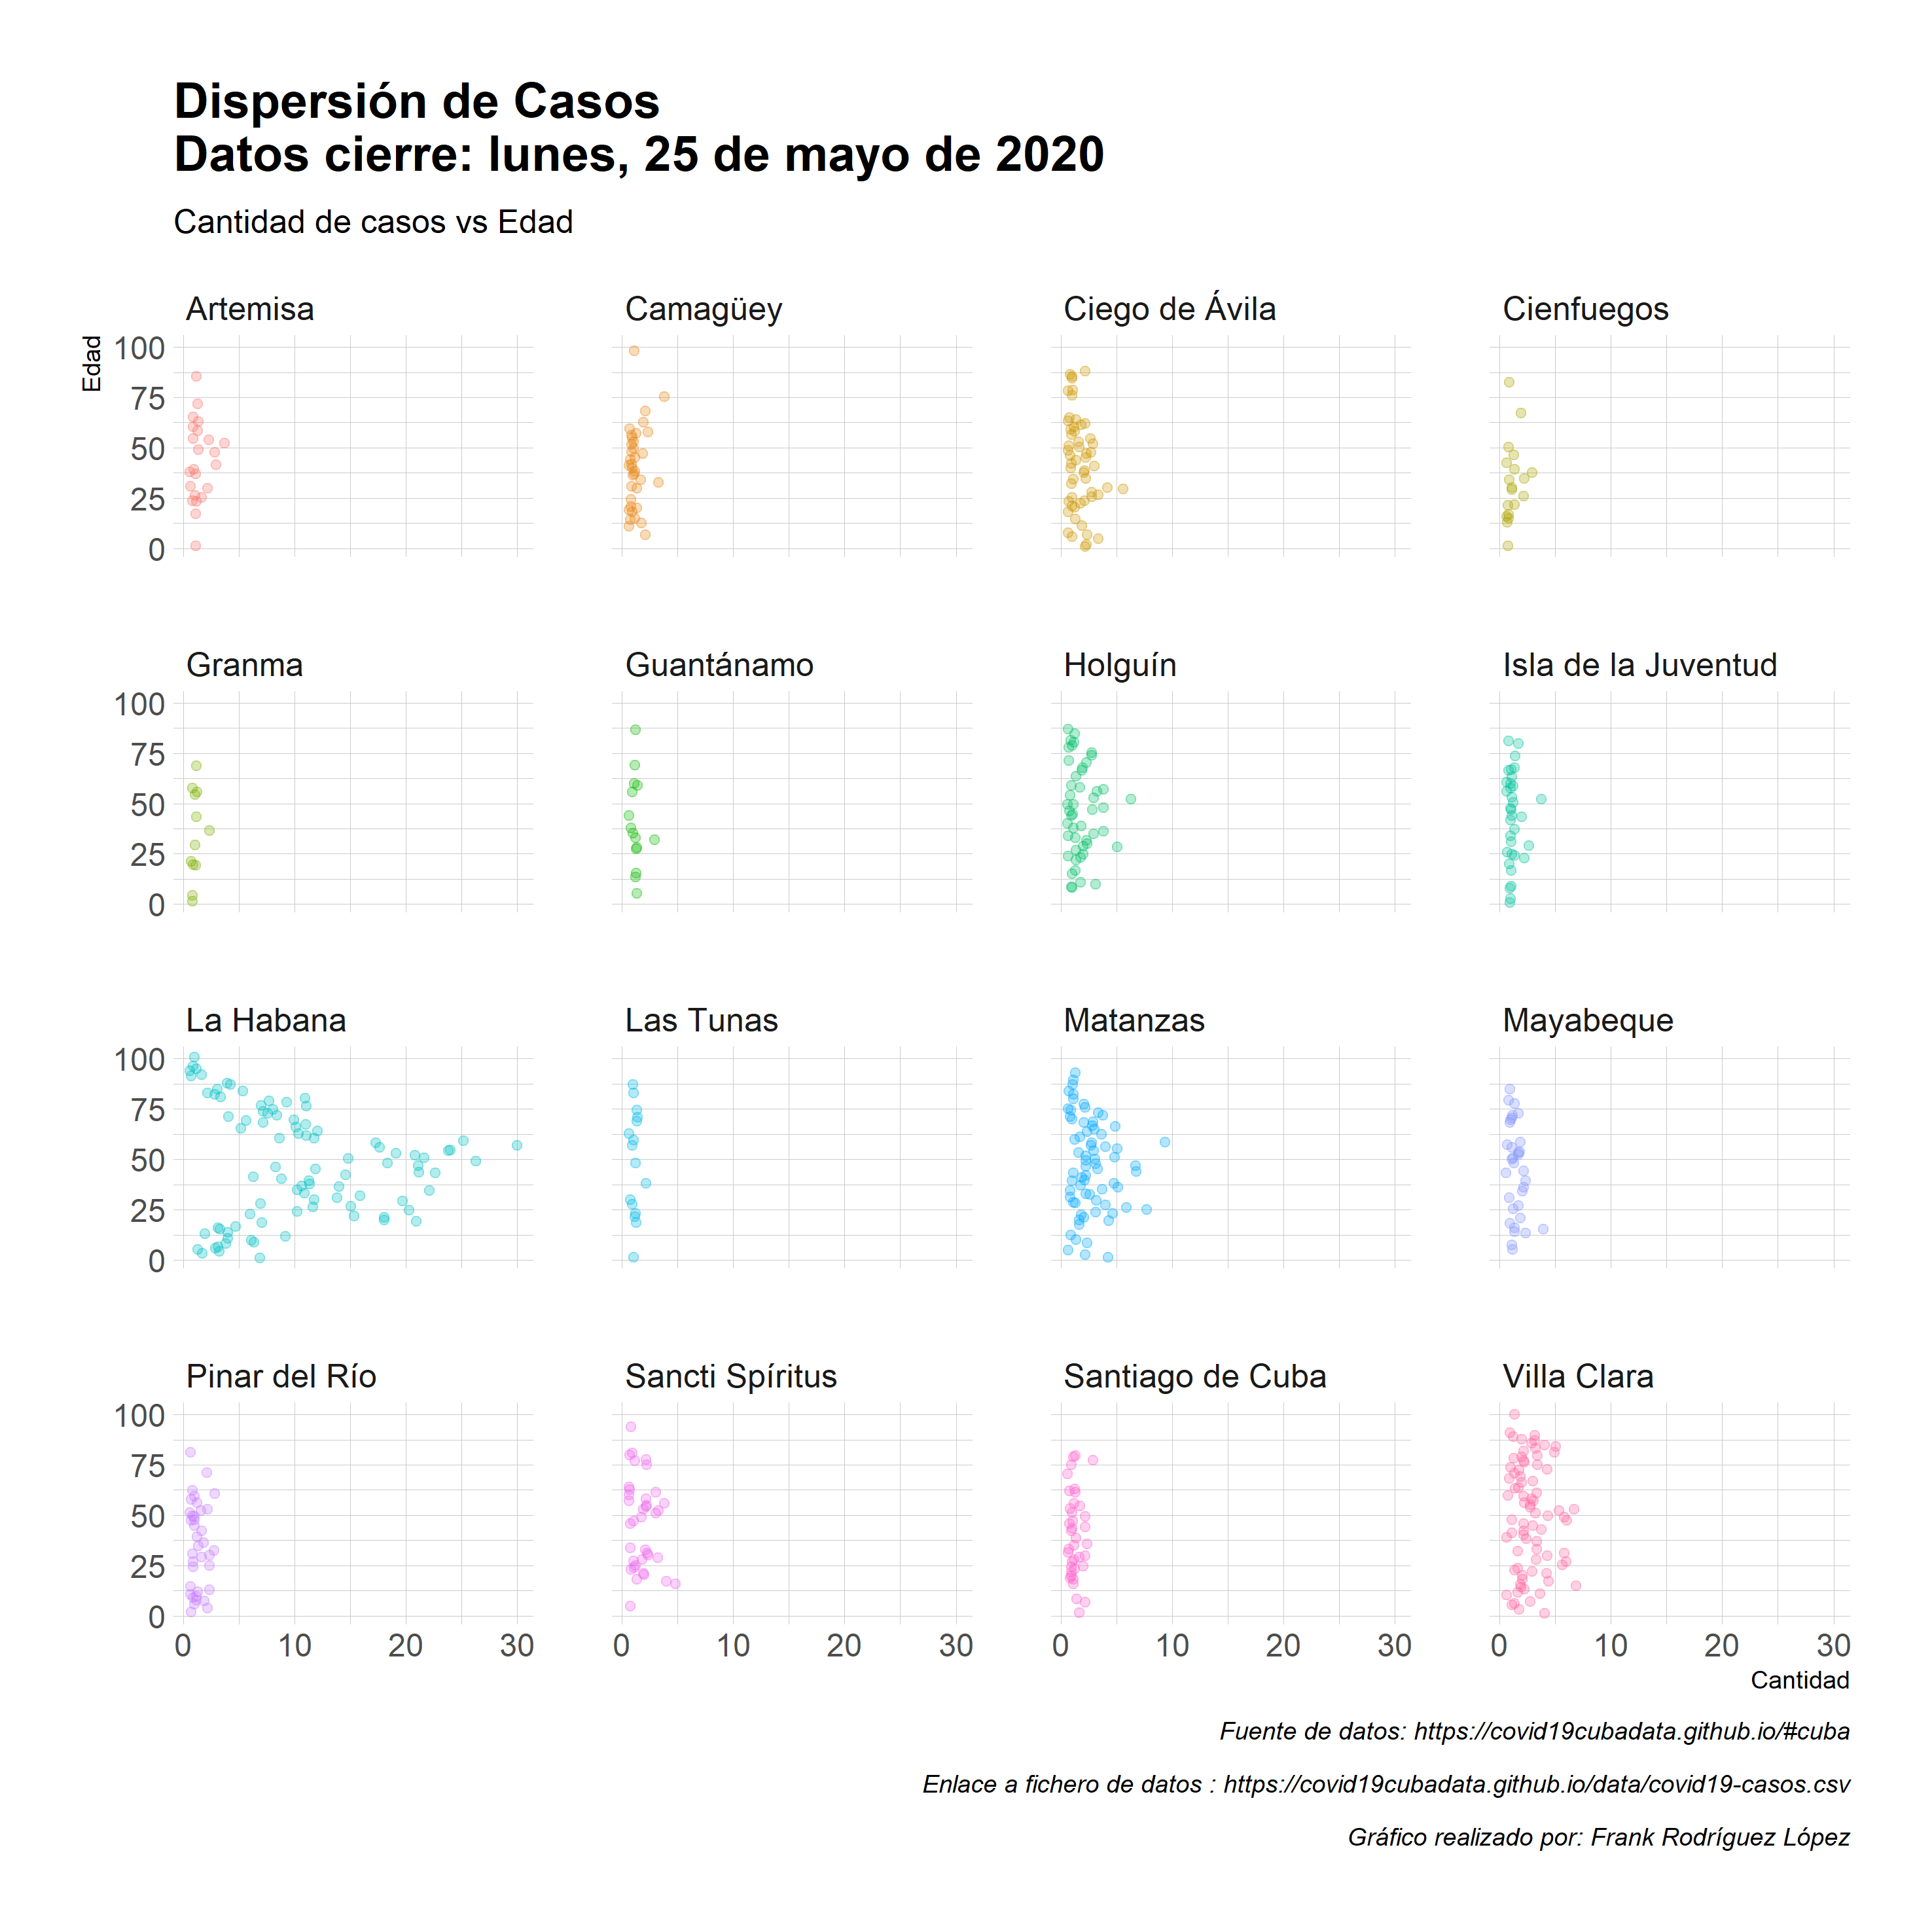 Dispersión de Casos
Datos cierre: lunes, 25 de mayo de 2020
Cantidad de casos vs Edad
Artemisa Camagüey Ciego de Ávila Cienfuegos
Edad
100
75
50
25
0
Granma Guantánamo Holguín Isla de la Juventud
100
75
50
25
0
La Habana Las Tunas Matanzas Mayabeque
100
75
50
25
0
Pinar del Río Sancti Spíritus Santiago de Cuba Villa Clara
100
75
50
25
0
0 10 20 30 0 10 20 30 0 10 20 30 0 10 20 30
Cantidad
Fuente de datos: https://covid19cubadata.github.io/#cuba
Enlace a fichero de datos : https://covid19cubadata.github.io/data/covid19-casos.csv
Gráfico realizado por: Frank Rodríguez López